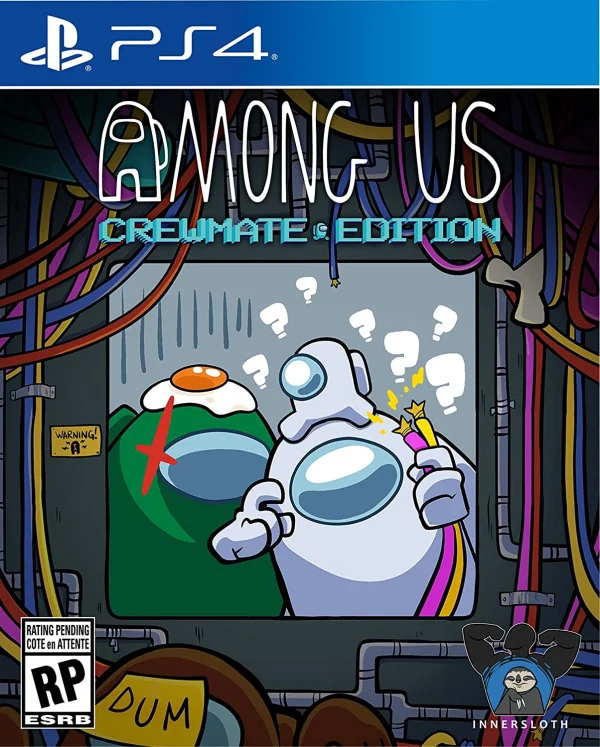 PS4
AMONG US
CREWMATE EDITION
? ? ? ? ? ? ?
WARNING!
RATING PENDING
COTE en ATTENTE
RP
ESRB
DUM
INNERSLOTH